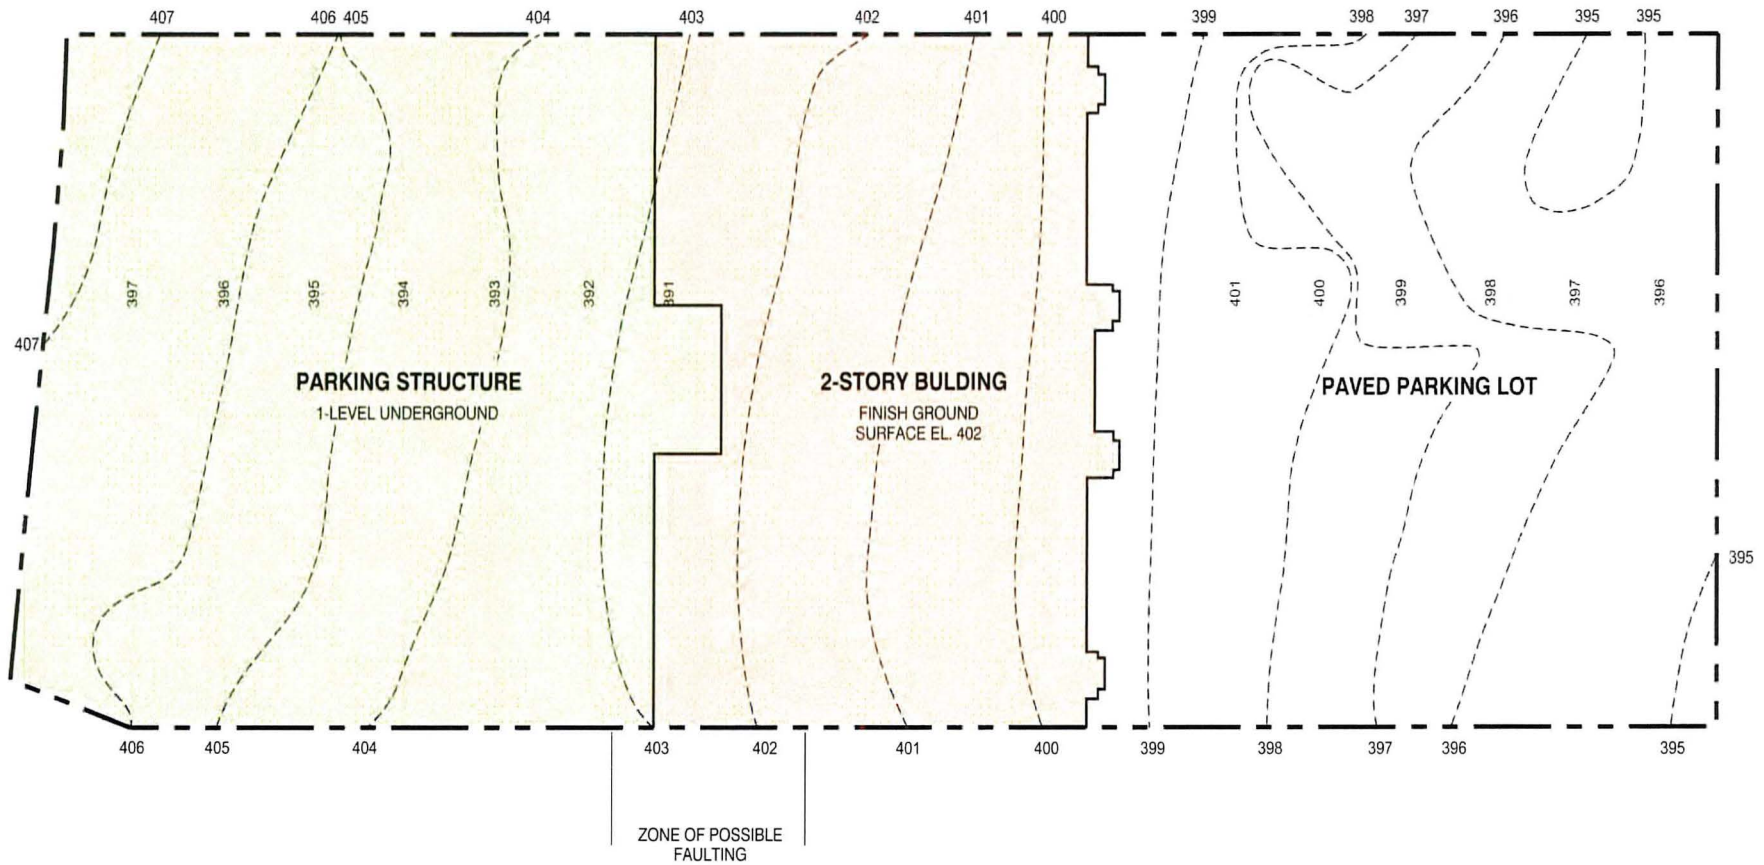 407 406 405 404 403 402 401 400 399 398 397 396 395 395
397 396 395 394 393 392 391 401 400 399 398 397 396
407
PARKING STRUCTURE
1-LEVEL UNDERGROUND
2-STORY BULDING
FINISH GROUND
SURFACE EL. 402
PAVED PARKING LOT
395
406 405 404 403 402 401 400 399 398 397 396 395
ZONE OF POSSIBLE
FAULTING